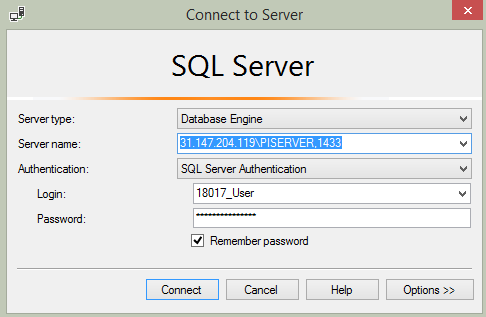 Connect to Server
SQL Server
Server type: Database Engine
Server name: 31.147.204.119\PISERVER,1433
Authentication: SQL Server Authentication
Login: 18017_User
Password: ***************
Remember password
Connect Cancel Help Options >>